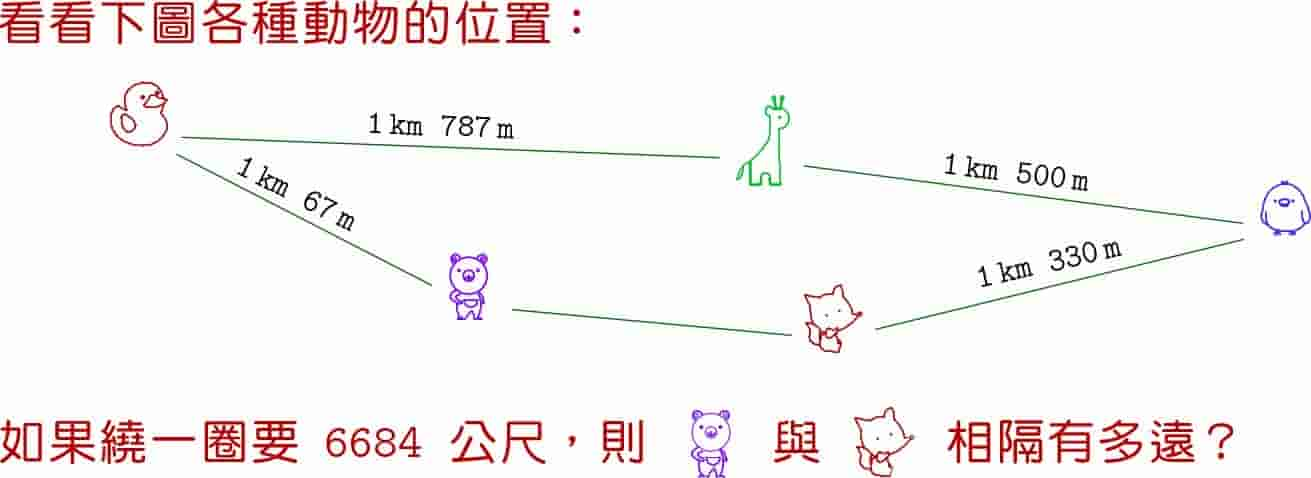 看看下圖各種動物的位置：
1 km 787 m
1 km 500 m
1 km 67 m
1 km 330 m
如果繞一圈要 6684 公尺，則 與 相隔有多遠？